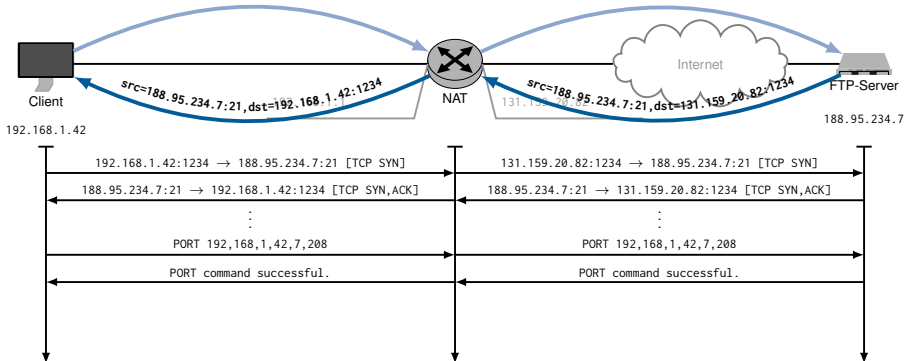 Internet
src=188.95.234.7:21,dst=192.168.1.42:1234
src=188.95.234.7:21,dst=131.159.20.82:1234
131.159.20.82
Client
NAT
FTP-Server
192.168.1.42
188.95.234.7
192.168.1.42:1234 → 188.95.234.7:21 [TCP SYN]
131.159.20.82:1234 → 188.95.234.7:21 [TCP SYN]
188.95.234.7:21 → 192.168.1.42:1234 [TCP SYN,ACK]
188.95.234.7:21 → 131.159.20.82:1234 [TCP SYN,ACK]
PORT 192,168,1,42,7,208
PORT 192,168,1,42,7,208
PORT command successful.
PORT command successful.